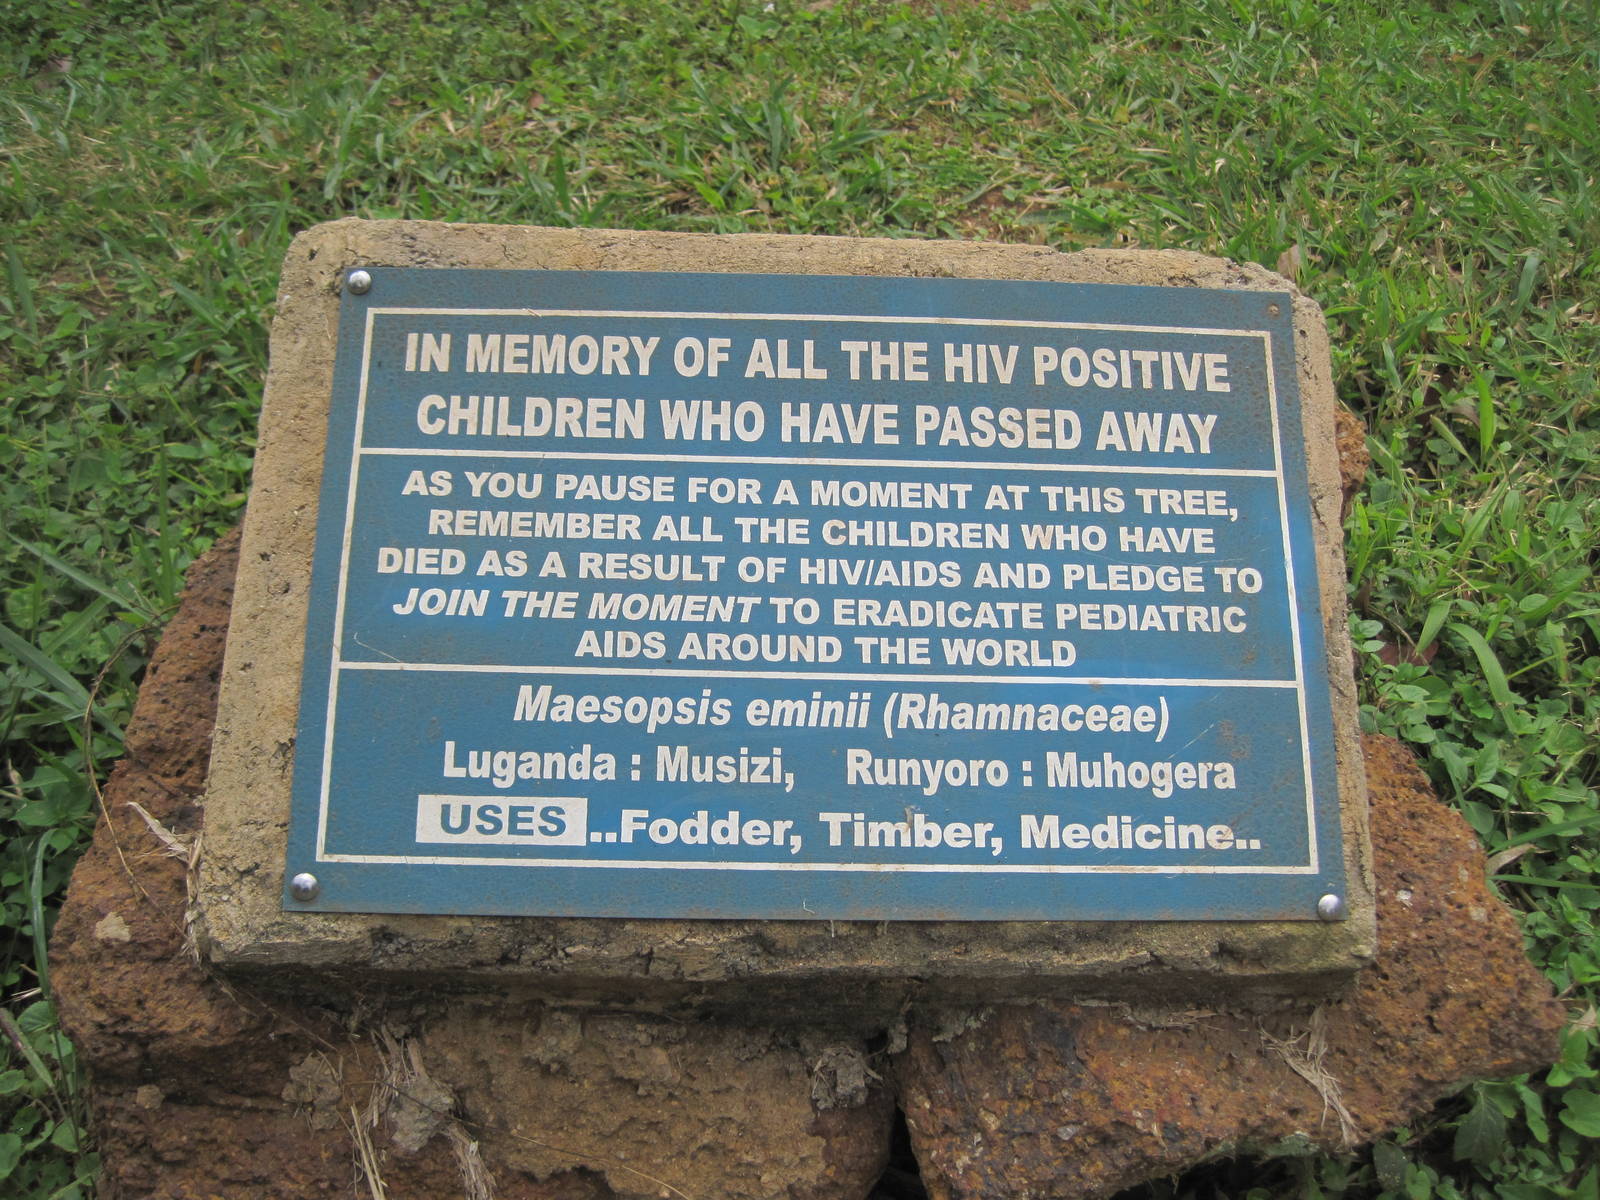 IN MEMORY OF ALL THE HIV POSITIVE
CHILDREN WHO HAVE PASSED AWAY
AS YOU PAUSE FOR A MOMENT AT THIS TREE,
REMEMBER ALL THE CHILDREN WHO HAVE
DIED AS A RESULT OF HIV/AIDS AND PLEDGE TO
JOIN THE MOMENT TO ERADICATE PEDIATRIC
AIDS AROUND THE WORLD
Maesopsis eminii (Rhamnaceae)
Luganda : Musizi, Runyoro : Muhogera
USES ..Fodder, Timber, Medicine..